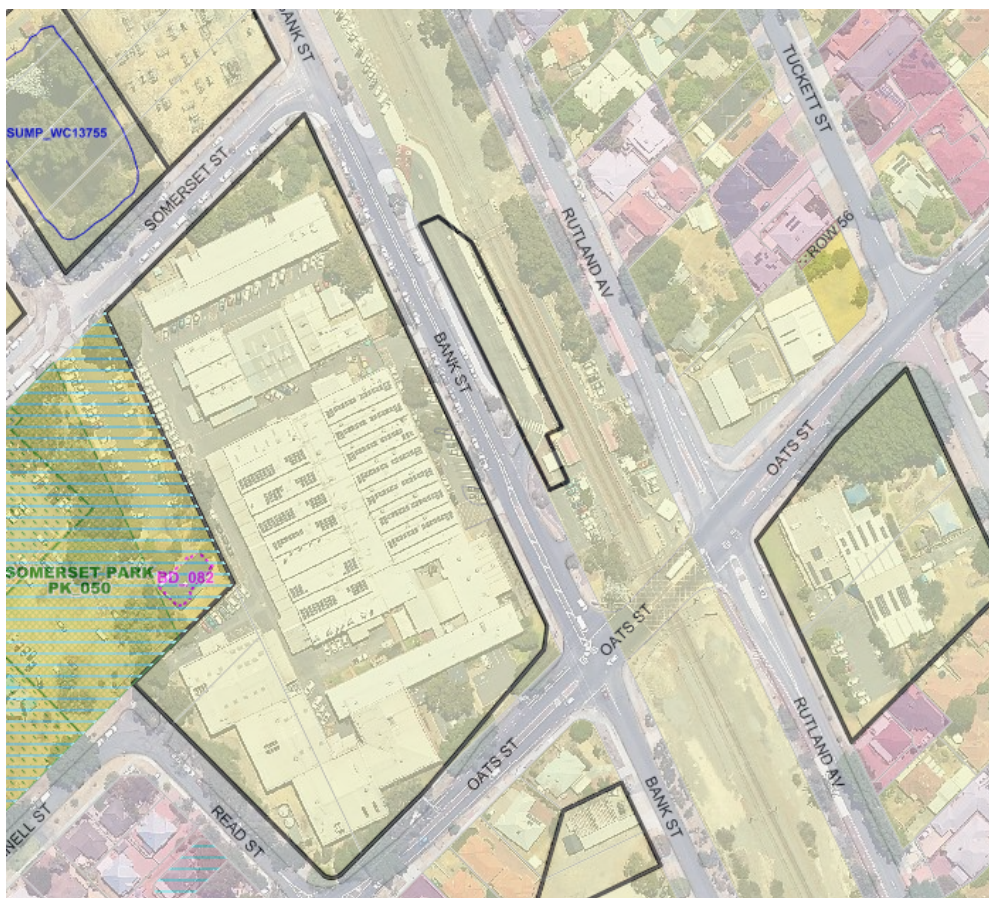 BANK ST
TUCKETT ST
SUMP_WC13755
SOMERSET ST
RUTLAND AV
ROW 56
BANK ST
OATS ST
SOMERSET PARK
PK_050
BD_082
OATS ST
RUTLAND AV
OATS ST
BANK ST
READ ST
NELL ST